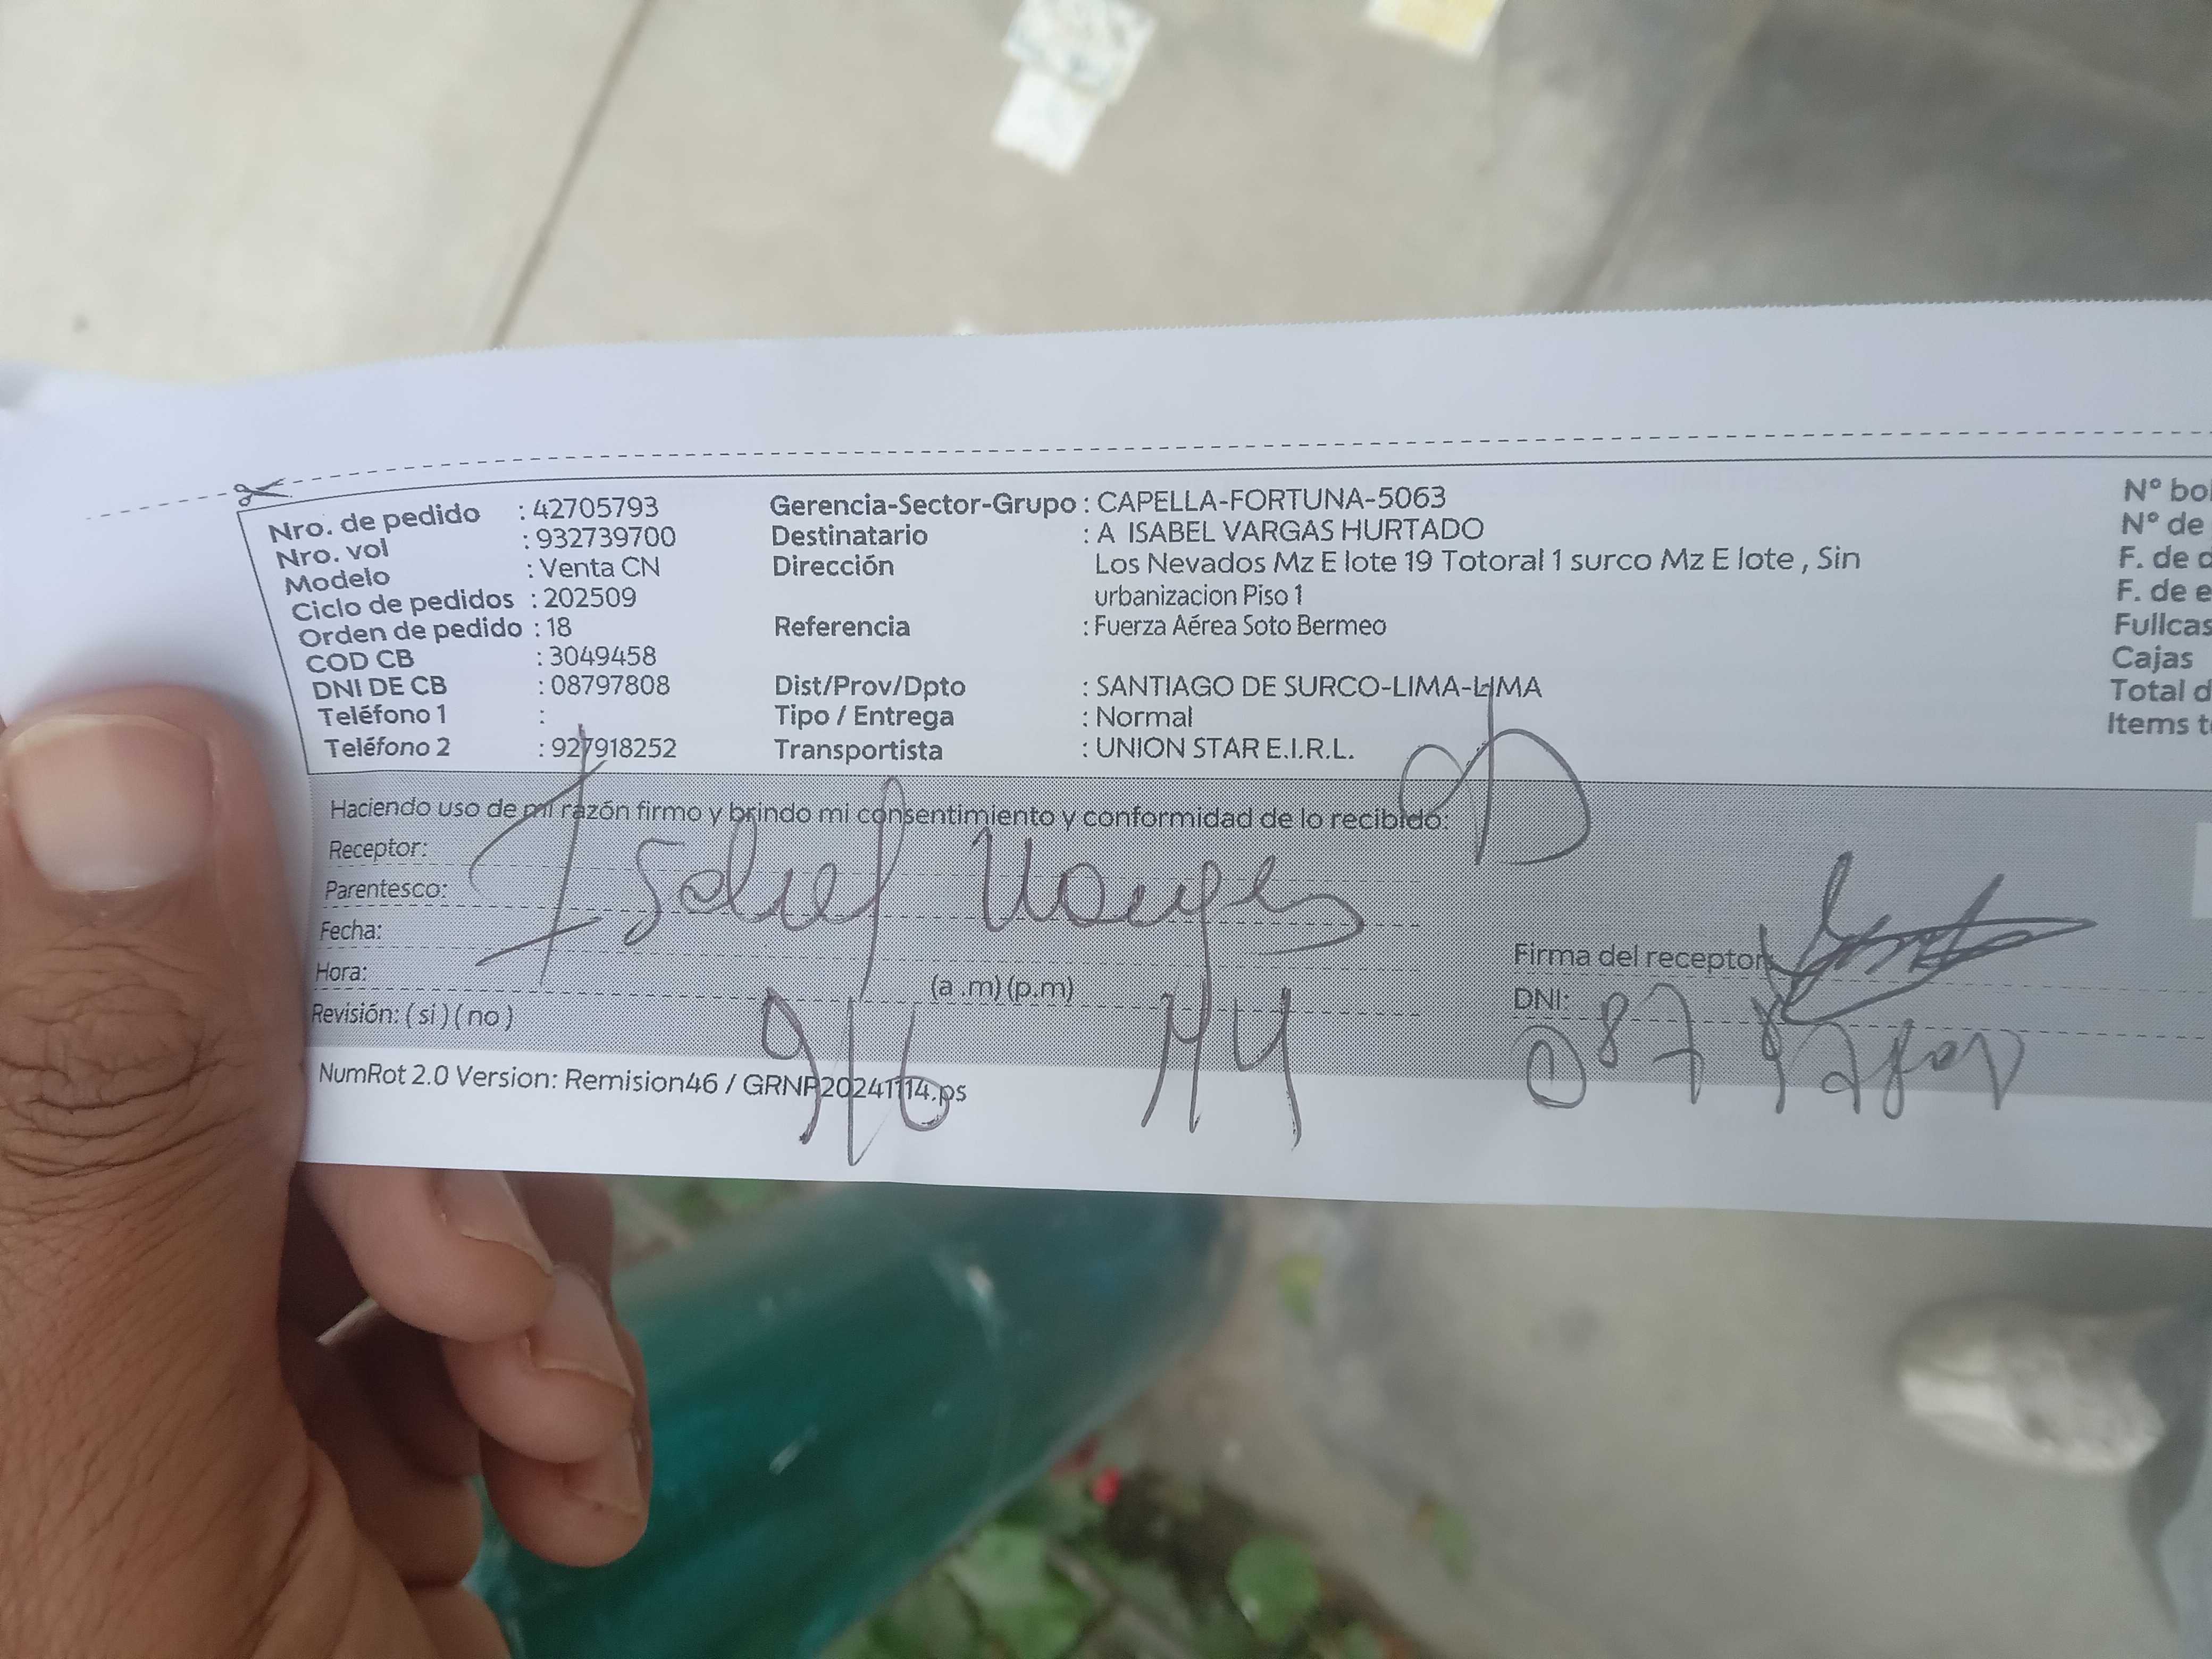 Nro. de pedido : 42705793
Nro. vol : 932739700
Modelo : Venta CN
Ciclo de pedidos : 202509
Orden de pedido : 18
COD CB : 3049458
DNI DE CB : 08797808
Teléfono 1 :
Teléfono 2 : 927918252
Gerencia-Sector-Grupo : CAPELLA-FORTUNA-5063
Destinatario : A ISABEL VARGAS HURTADO
Dirección Los Nevados Mz E lote 19 Totoral 1 surco Mz E lote , Sin
urbanizacion Piso 1
Referencia : Fuerza Aérea Soto Bermeo
Dist/Prov/Dpto : SANTIAGO DE SURCO-LIMA-LIMA
Tipo / Entrega : Normal
Transportista : UNION STAR E.I.R.L.
Nº bol
Nº de
F. de d
F. de e
Fullcas
Cajas
Total d
Items t
Haciendo uso de mi razón firmo y brindo mi consentimiento y conformidad de lo recibido:
Receptor:
Parentesco:
Isabel Vargas
Fecha:
Hora: (a .m) (p.m)
Revisión: ( si ) ( no )
9/6
Firma del receptor
DNI:
NumRot 2.0 Version: Remision46 / GRNP20241114.ps